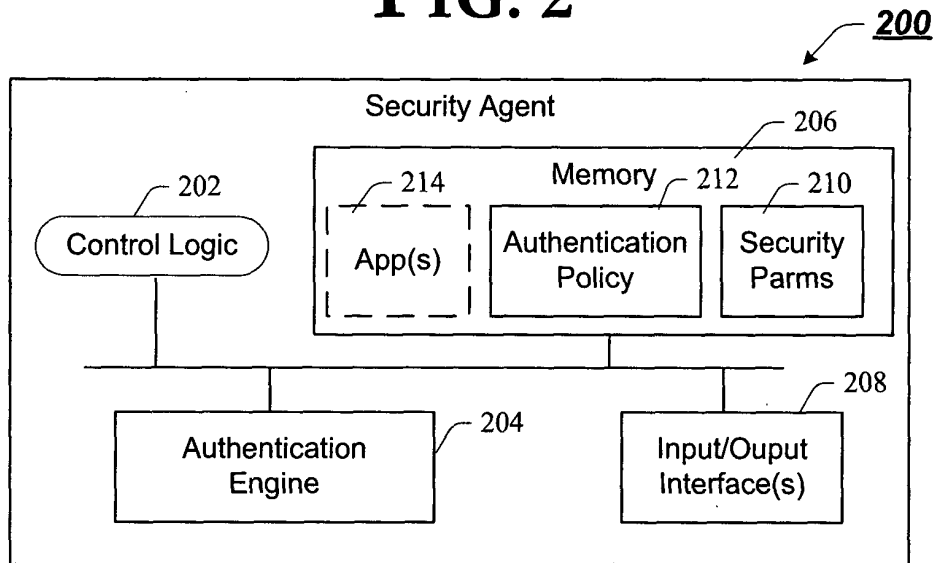 FIG. 2
200
Security Agent
206
Memory
202
214
212
210
Control Logic
App(s)
Authentication
Policy
Security
Parms
208
204
Authentication
Engine
Input/Ouput
Interface(s)